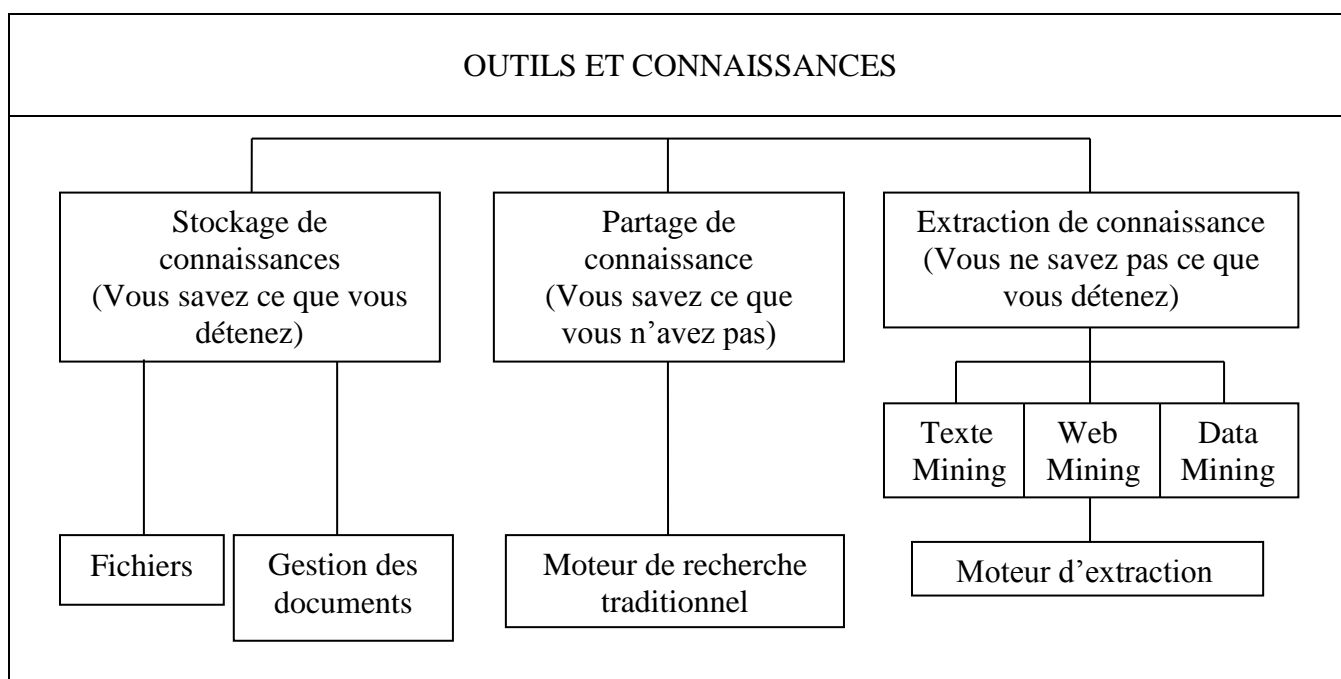 OUTILS ET CONNAISSANCES
Stockage de
connaissances
(Vous savez ce que vous
détenez)
Partage de
connaissance
(Vous savez ce que
vous n’avez pas)
Extraction de connaissance
(Vous ne savez pas ce que
vous détenez)
Texte
Mining
Web
Mining
Data
Mining
Fichiers
Gestion des
documents
Moteur de recherche
traditionnel
Moteur d’extraction